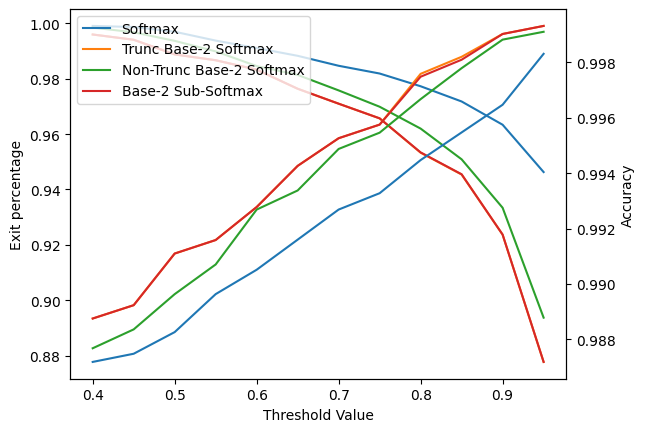 Softmax
Trunc Base-2 Softmax
Non-Trunc Base-2 Softmax
Base-2 Sub-Softmax
Exit percentage
1.00
0.98
0.96
0.94
0.92
0.90
0.88
0.4
0.5
0.6
0.7
0.8
0.9
Threshold Value
0.998
0.996
0.994
0.992
0.990
0.988
Accuracy